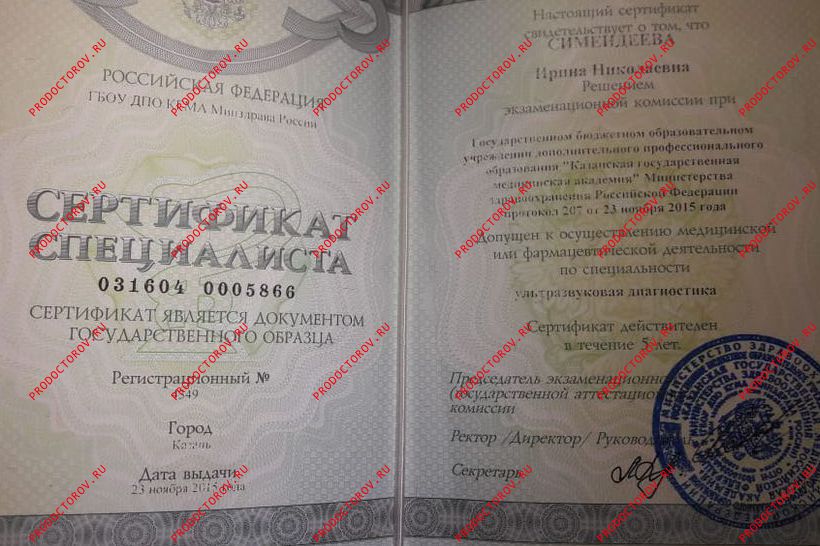 РОССИЙСКАЯ ФЕДЕРАЦИЯ
ГБОУ ДПО КГМА Минздрава России
СЕРТИФИКАТ
СПЕЦИАЛИСТА
031604 0005866
СЕРТИФИКАТ ЯВЛЯЕТСЯ ДОКУМЕНТОМ
ГОСУДАРСТВЕННОГО ОБРАЗЦА
Регистрационный №
Город
Казань
Дата выдачи
23 ноября 2015 года
Настоящий сертификат
свидетельствует о том, что
СИМЕНДЕЕВА
Ирина Николаевна
Решением
экзаменационной комиссии при
Государственном бюджетном образовательном
учреждении дополнительного профессионального
образования "Казанская государственная
медицинская академия" Министерства
здравоохранения Российской Федерации
протокол 207 от 23 ноября 2015 года
Допущен к осуществлению медицинской
или фармацевтической деятельности
по специальности
ультразвуковая диагностика
Сертификат действителен
в течение 5 лет.
Председатель экзаменационной
(государственной аттестационной)
комиссии
Ректор /Директор/ Руководитель
Секретарь
PRODOCTOROV.RU